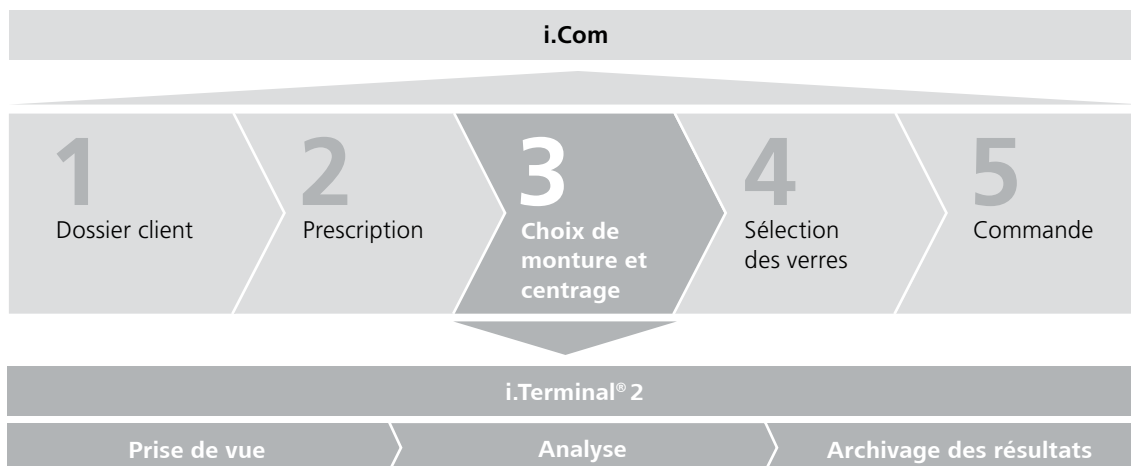 i.Com
1
Dossier client
2
Prescription
3
Choix de
monture et
centrage
4
Sélection
des verres
5
Commande
i.Terminal® 2
Prise de vue
Analyse
Archivage des résultats